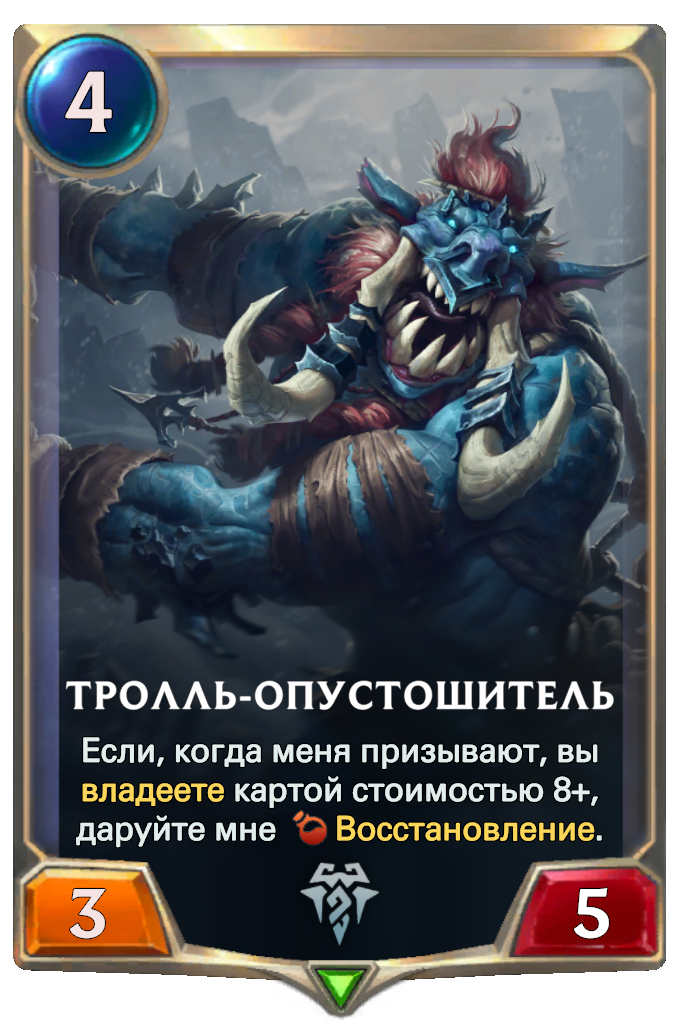 4
ТРОЛЛЬ-ОПУСТОШИТЕЛЬ
Если, когда меня призывают, вы
владеете картой стоимостью 8+,
даруйте мне Восстановление.
3
5